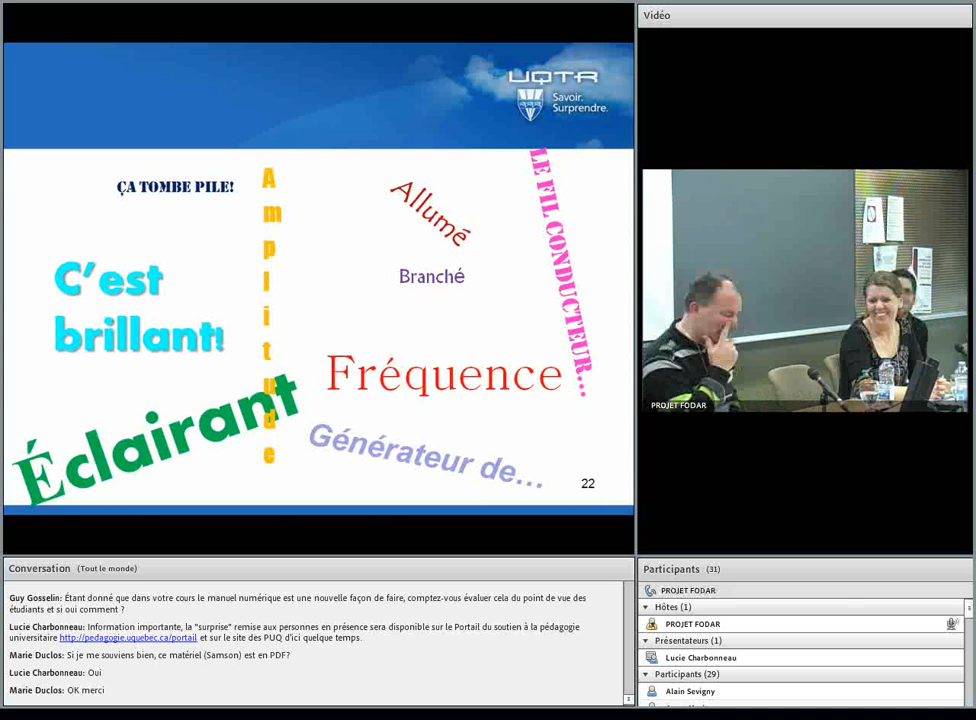 UQTR
Savoir.
Surprendre.
ÇA TOMBE PILE!
Amplitude
Allumé
LE FIL CONDUCTEUR...
Branché
C'est
brillant!
Fréquence
Éclairant
Générateur de...
22
Vidéo
PROJET FODAR
Conversation (Tout le monde)
Guy Gosselin: Étant donné que dans votre cours le manuel numérique est une nouvelle façon de faire, comptez-vous évaluer cela du point de vue des
étudiants et si oui comment ?
Lucie Charbonneau: Information importante, la "surprise" remise aux personnes en présence sera disponible sur le Portail du soutien à la pédagogie
universitaire http://pedagogie.uquebec.ca/portail et sur le site des PUQ d'ici quelque temps.
Marie Duclos: Si je me souviens bien, ce matériel (Samson) est en PDF?
Lucie Charbonneau: Oui
Marie Duclos: OK merci
Participants (31)
PROJET FODAR
Hôtes (1)
PROJET FODAR
Présentateurs (1)
Lucie Charbonneau
Participants (29)
Alain Sevigny